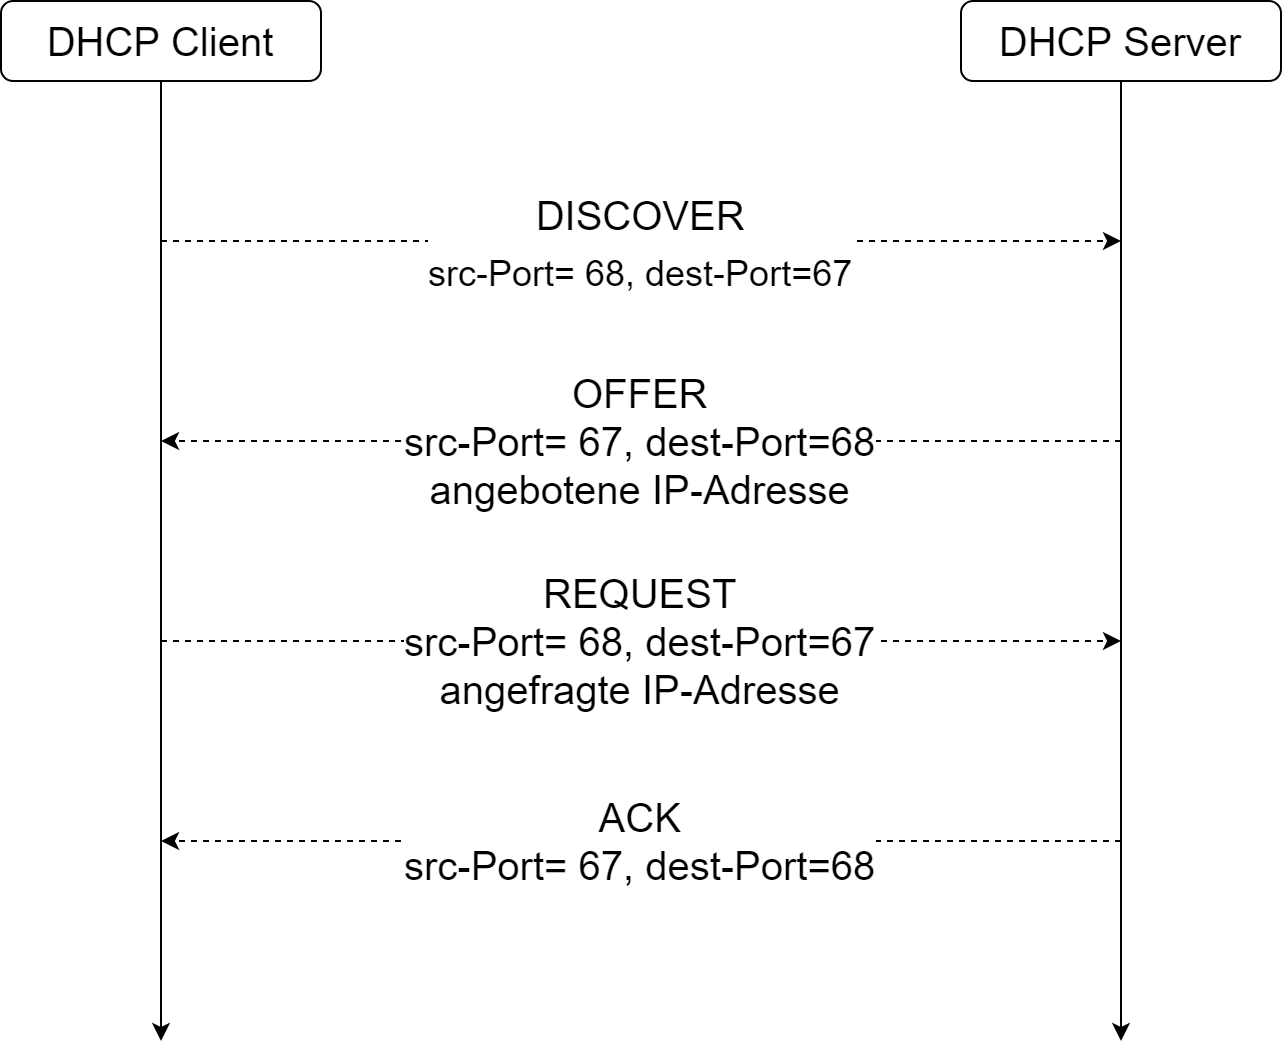 DHCP Client
DHCP Server
DISCOVER
src-Port= 68, dest-Port=67
OFFER
src-Port= 67, dest-Port=68
angebotene IP-Adresse
REQUEST
src-Port= 68, dest-Port=67
angefragte IP-Adresse
ACK
src-Port= 67, dest-Port=68